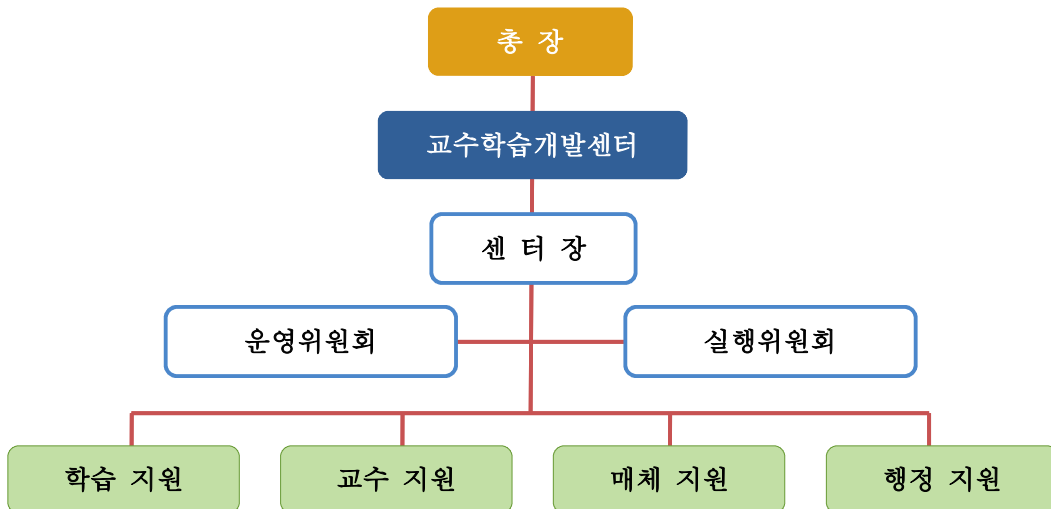 총 장
교수학습개발센터
센 터 장
운영위원회
실행위원회
학습 지원
교수 지원
매체 지원
행정 지원